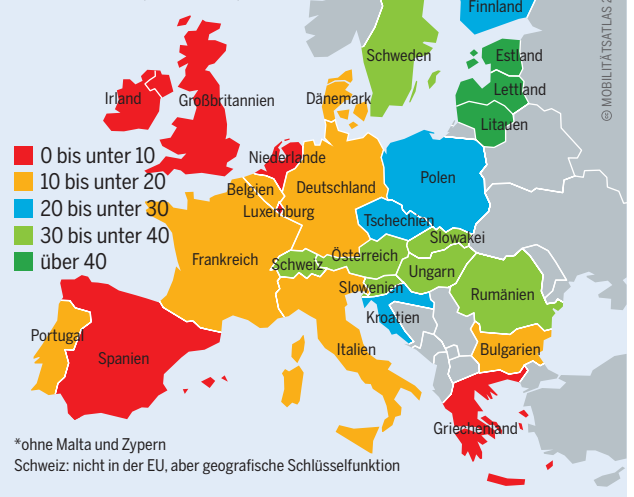 Finnland
Schweden
Estland
Lettland
Litauen
Irland
Großbritannien
Dänemark
© MOBILITÄTSATLAS
0 bis unter 10
10 bis unter 20
20 bis unter 30
30 bis unter 40
über 40
Niederlande
Belgien
Deutschland
Luxemburg
Polen
Tschechien
Slowakei
Frankreich
Schweiz
Österreich
Ungarn
Slowenien
Rumänien
Kroatien
Portugal
Spanien
Italien
Bulgarien
Griechenland
*ohne Malta und Zypern
Schweiz: nicht in der EU, aber geografische Schlüsselfunktion